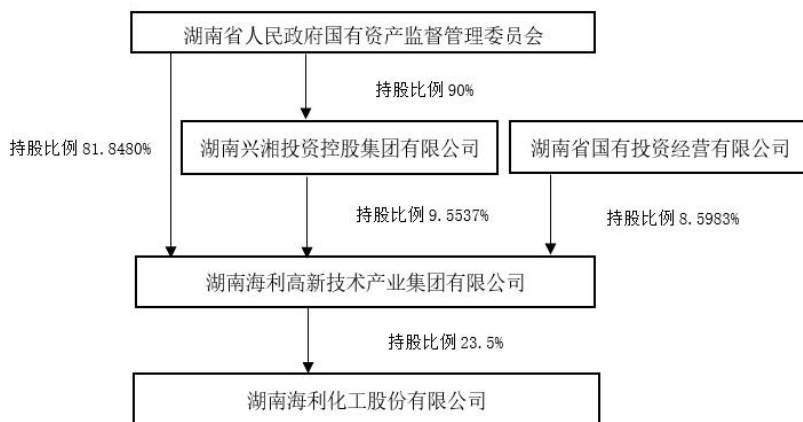 湖南省人民政府国有资产监督管理委员会
持股比例 90%
持股比例 81.8480%
湖南兴湘投资控股集团有限公司
湖南省国有投资经营有限公司
持股比例 9.5537%
持股比例 8.5983%
湖南海利高新技术产业集团有限公司
持股比例 23.5%
湖南海利化工股份有限公司